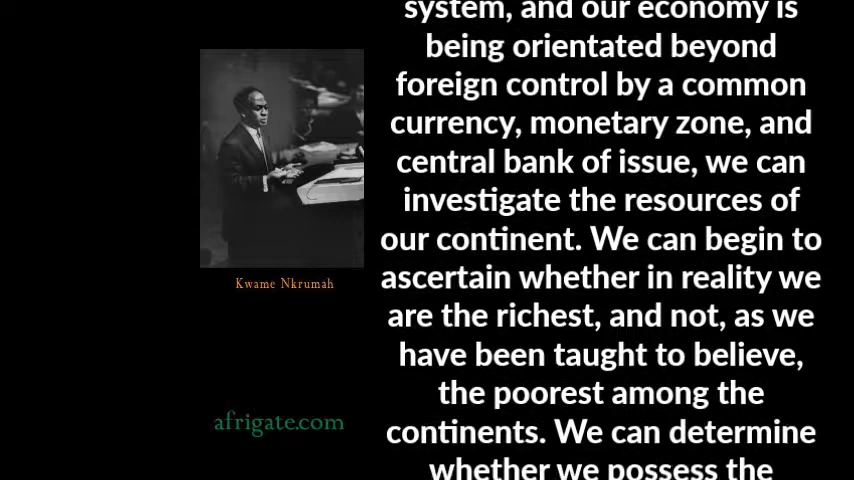 system, and our economy is
being orientated beyond
foreign control by a common
currency, monetary zone, and
central bank of issue, we can
investigate the resources of
our continent. We can begin to
ascertain whether in reality we
are the richest, and not, as we
have been taught to believe,
the poorest among the
continents. We can determine
whether we possess the
Kwame Nkrumah
afrigate.com